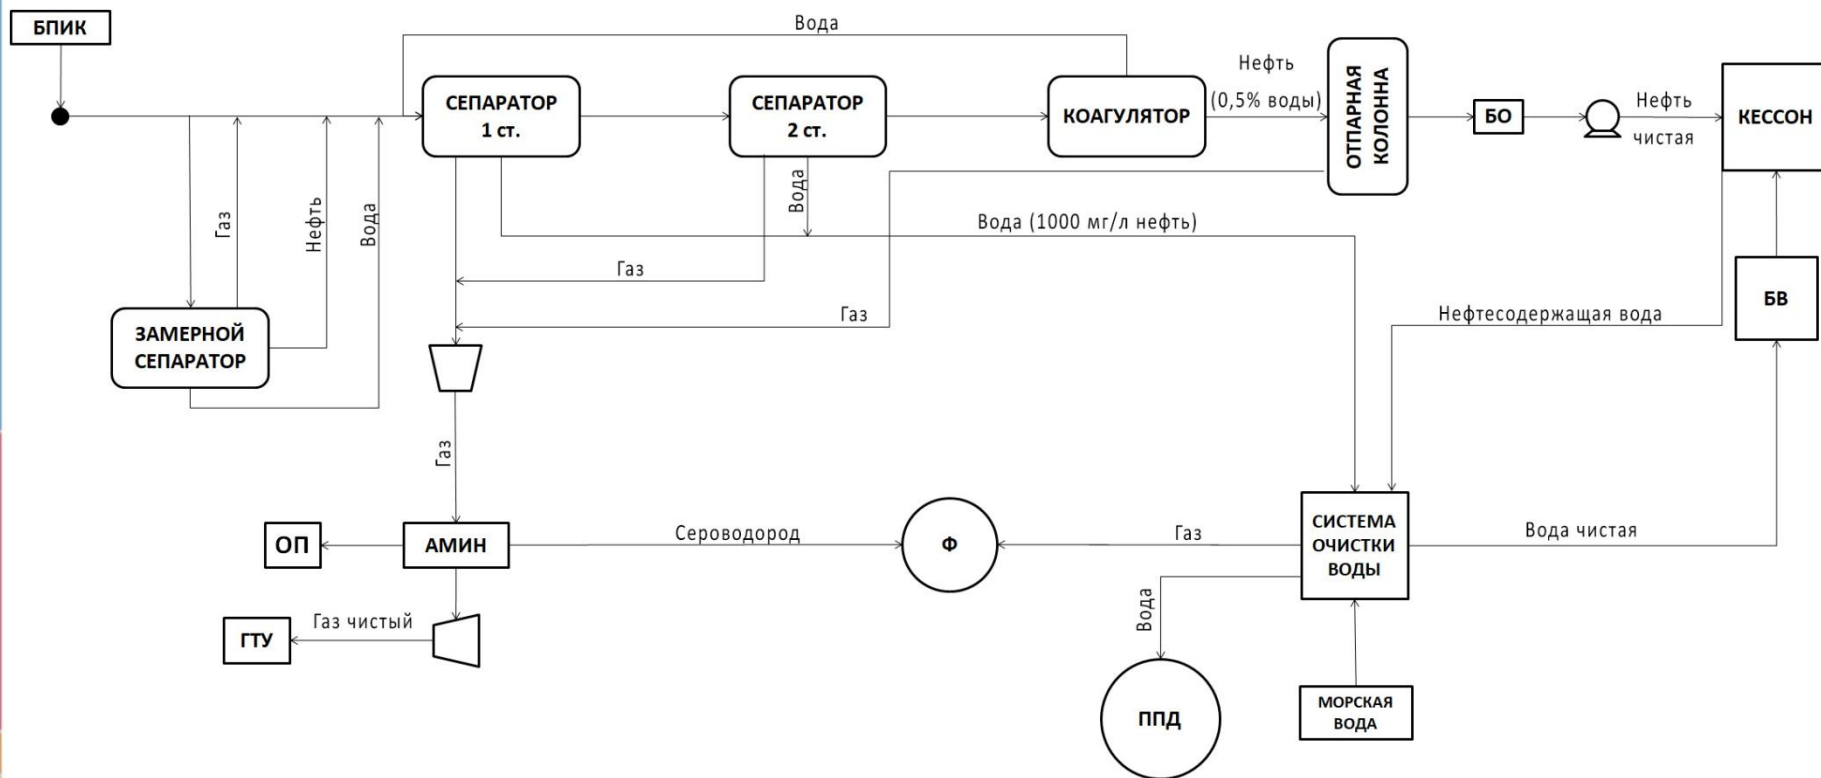 БПИК
Вода
СЕПАРАТОР
1 ст.
СЕПАРАТОР
2 ст.
КОАГУЛЯТОР
Нефть
(0,5% воды)
ОТПАРНАЯ
КОЛОННА
БО
Нефть
чистая
КЕССОН
Газ
Нефть
Вода
Вода
Вода (1000 мг/л нефть)
Газ
Газ
Нефтесодержащая вода
БВ
ЗАМЕРНОЙ
СЕПАРАТОР
Газ
ОП
АМИН
Сероводород
Ф
Газ
СИСТЕМА
ОЧИСТКИ
ВОДЫ
Вода чистая
ГТУ
Газ чистый
Вода
ППД
МОРСКАЯ
ВОДА